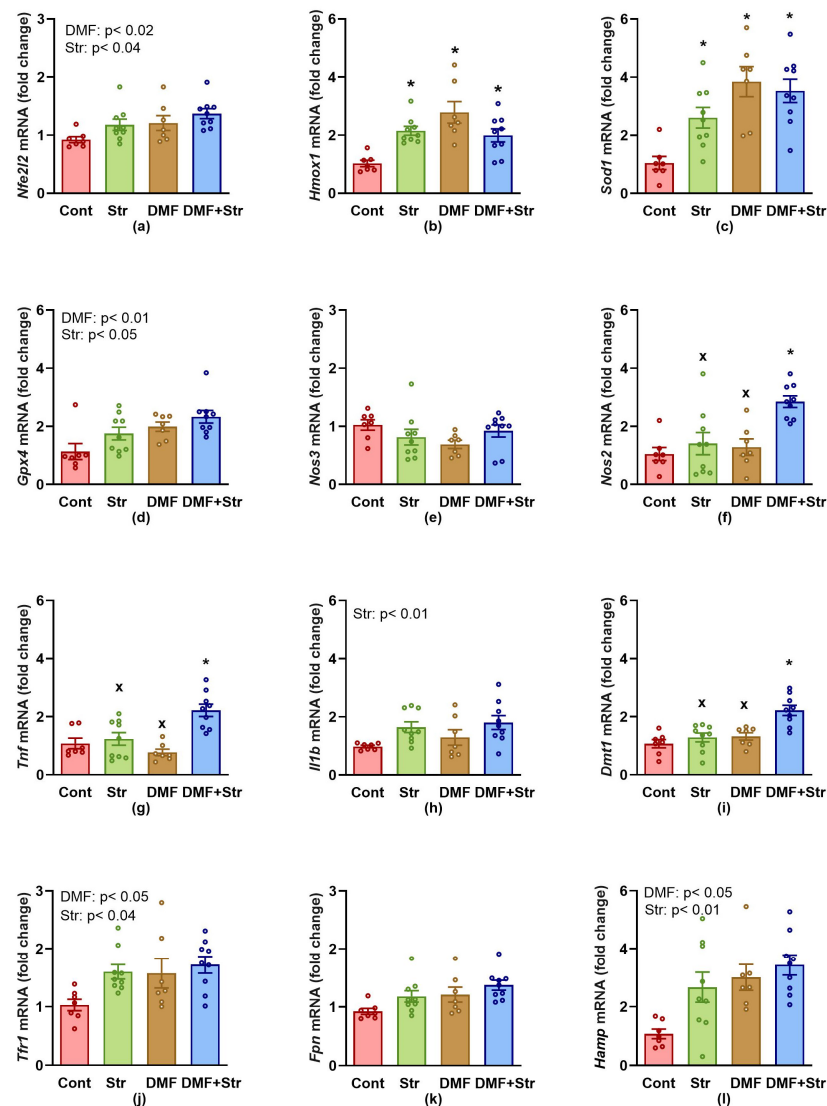 Nfe2l2 mRNA (fold change)
3
2
1
0
DMF: p< 0.02
Str: p< 0.04
Cont Str DMF DMF+Str
(a)
Hmox1 mRNA (fold change)
6
4
2
0
*
*
*
Cont Str DMF DMF+Str
(b)
Sod1 mRNA (fold change)
6
4
2
0
*
*
*
Cont Str DMF DMF+Str
(c)
Gpx4 mRNA (fold change)
6
4
2
0
DMF: p< 0.01
Str: p< 0.05
Cont Str DMF DMF+Str
(d)
Nos3 mRNA (fold change)
3
2
1
0
Cont Str DMF DMF+Str
(e)
Nos2 mRNA (fold change)
6
4
2
0
x
x
*
Cont Str DMF DMF+Str
(f)
Tnf mRNA (fold change)
6
4
2
0
x
x
*
Cont Str DMF DMF+Str
(g)
Il1b mRNA (fold change)
6
4
2
0
Str: p< 0.01
Cont Str DMF DMF+Str
(h)
Dmt1 mRNA (fold change)
6
4
2
0
x
x
*
Cont Str DMF DMF+Str
(i)
Tfr1 mRNA (fold change)
3
2
1
0
DMF: p< 0.05
Str: p< 0.04
Cont Str DMF DMF+Str
(j)
Fpn mRNA (fold change)
3
2
1
0
Cont Str DMF DMF+Str
(k)
Hamp mRNA (fold change)
6
4
2
0
DMF: p< 0.05
Str: p< 0.01
Cont Str DMF DMF+Str
(l)